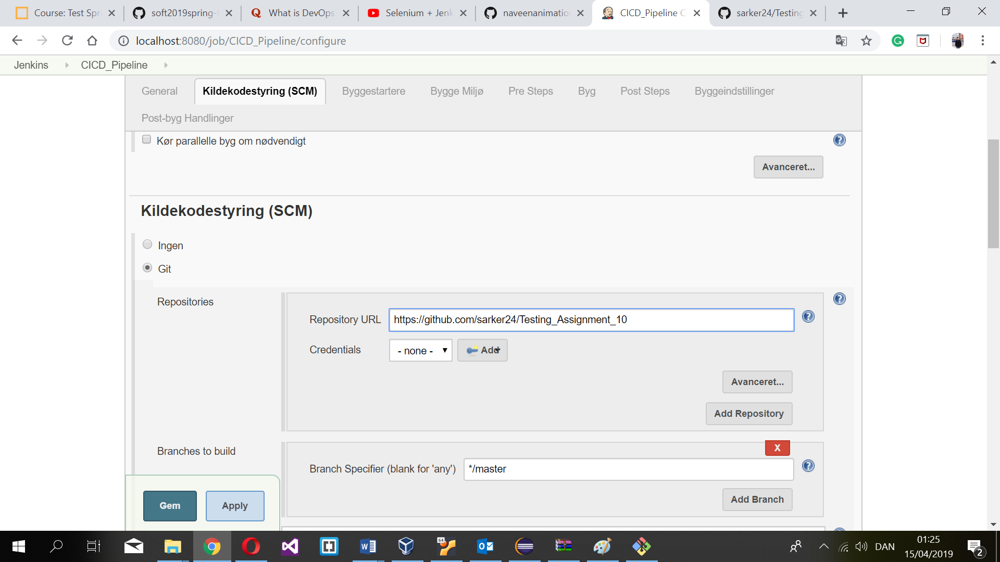 Course: Test Spri
soft2019spring-
What is DevOps
Selenium + Jenk
naveenanimatio
CICD_Pipeline C
sarker24/Testing
localhost:8080/job/CICD_Pipeline/configure
Jenkins
CICD_Pipeline
General
Kildekodestyring (SCM)
Byggestartere
Bygge Miljø
Pre Steps
Byg
Post Steps
Byggeindstillinger
Post-byg Handlinger
Kør parallelle byg om nødvendigt
Avanceret...
Kildekodestyring (SCM)
Ingen
Git
Repositories
Repository URL
https://github.com/sarker24/Testing_Assignment_10
Credentials
- none -
Add
Avanceret...
Add Repository
Branches to build
X
Branch Specifier (blank for 'any')
*/master
Add Branch
Gem
Apply
64
DAN
01:25
15/04/2019
2